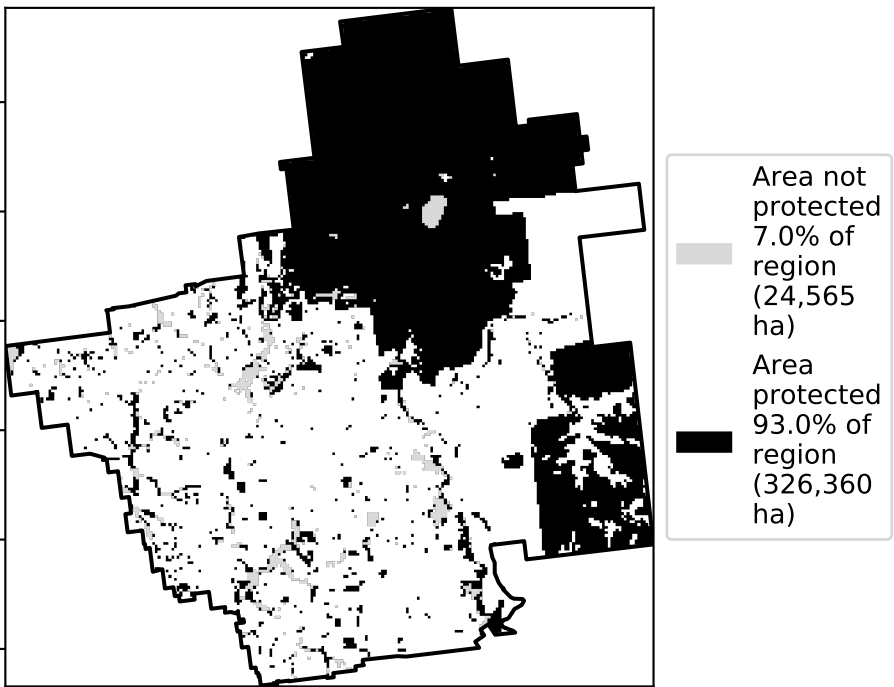 Area not
protected
7.0% of
region
(24,565
ha)
Area
protected
93.0% of
region
(326,360
ha)